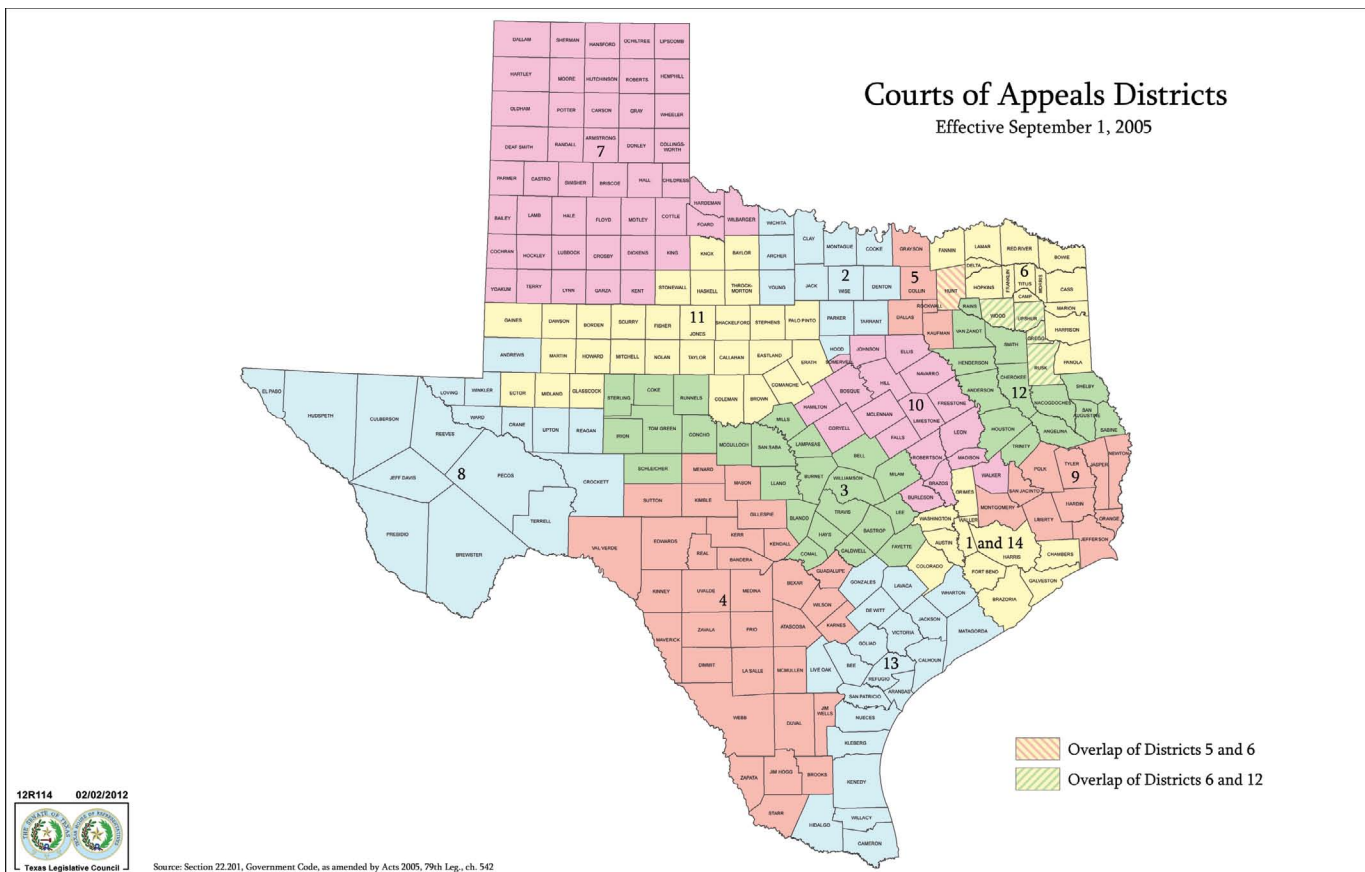 Courts of Appeals Districts
Effective September 1, 2005
DALLAM SHERMAN HANSFORD OCHILTREE LIPSCOMB
HARTLEY MOORE HUTCHINSON ROBERTS HEMPHILL
OLDHAM POTTER CARSON GRAY WHEELER
DEAF SMITH RANDALL ARMSTRONG DONLEY COLLINGS-
WORTH
7
PARMER CASTRO SWISHER BRISCOE HALL CHILDRESS
HARDEMAN
BAILEY LAMB HALE FLOYD MOTLEY COTTLE FOARD WILBARGER WICHITA
CLAY MONTAGUE COOKE GRAYSON FANNIN LAMAR RED RIVER BOWIE
COCHRAN HOCKLEY LUBBOCK CROSBY DICKENS KING KNOX BAYLOR ARCHER
DELTA
2 5 6
YOAKUM TERRY LYNN GARZA KENT STONEWALL HASKELL THROCK-
MORTON YOUNG JACK WISE DENTON COLLIN HUNT HOPKINS FRANKLIN TITUS MORRIS CASS
CAMP
ROCKWALL RAINS WOOD UPSHUR MARION
GAINES DAWSON BORDEN SCURRY FISHER 11 JONES SHACKELFORD STEPHENS PALO PINTO PARKER TARRANT DALLAS KAUFMAN VAN ZANDT SMITH GREGG HARRISON
ANDREWS MARTIN HOWARD MITCHELL NOLAN TAYLOR CALLAHAN EASTLAND ERATH HOOD SOMERVELL JOHNSON ELLIS HENDERSON RUSK PANOLA
EL PASO HUDSPETH CULBERSON REEVES LOVING WINKLER ECTOR MIDLAND GLASSCOCK STERLING COKE RUNNELS COLEMAN BROWN COMANCHE HAMILTON BOSQUE HILL NAVARRO ANDERSON CHEROKEE 12 NACOGDOCHES SHELBY
WARD CRANE UPTON REAGAN IRION TOM GREEN CONCHO MCCULLOCH SAN SABA MILLS LAMPASAS CORYELL MCLENNAN 10 LIMESTONE FREESTONE LEON HOUSTON ANGELINA SAN
AUGUSTINE SABINE
FALLS TRINITY
JEFF DAVIS 8 PECOS CROCKETT SCHLEICHER MENARD MASON LLANO BURNET BELL WILLIAMSON MILAM ROBERTSON MADISON WALKER POLK TYLER JASPER NEWTON
3 9
BRAZOS GRIMES SAN JACINTO HARDIN
PRESIDIO BREWSTER TERRELL SUTTON KIMBLE GILLESPIE BLANCO TRAVIS LEE BURLESON WASHINGTON MONTGOMERY LIBERTY ORANGE
VAL VERDE EDWARDS KERR KENDALL HAYS BASTROP FAYETTE AUSTIN WALLER 1 and 14 HARRIS JEFFERSON
REAL BANDERA COMAL CALDWELL COLORADO CHAMBERS
KINNEY UVALDE MEDINA BEXAR GUADALUPE GONZALES LAVACA FORT BEND GALVESTON
4
WILSON WHARTON BRAZORIA
MAVERICK ZAVALA FRIO ATASCOSA KARNES DE WITT JACKSON MATAGORDA
VICTORIA
GOLIAD
DIMMIT LA SALLE MCMULLEN LIVE OAK BEE 13 CALHOUN
REFUGIO
SAN PATRICIO ARANSAS
WEBB DUVAL JIM
WELLS NUECES
KLEBERG
ZAPATA JIM HOGG BROOKS KENEDY
STARR HIDALGO WILLACY
CAMERON
Overlap of Districts 5 and 6
Overlap of Districts 6 and 12
12R114 02/02/2012
THE SENATE OF TEXAS
TEXAS HOUSE OF REPRESENTATIVES
Texas Legislative Council
Source: Section 22.201, Government Code, as amended by Acts 2005, 79th Leg., ch. 542